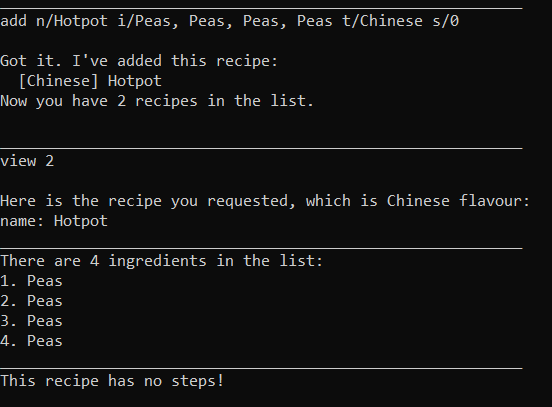 add n/Hotpot i/Peas, Peas, Peas, Peas t/Chinese s/0
Got it. I've added this recipe:
[Chinese] Hotpot
Now you have 2 recipes in the list.
view 2
Here is the recipe you requested, which is Chinese flavour:
name: Hotpot
There are 4 ingredients in the list:
1. Peas
2. Peas
3. Peas
4. Peas
This recipe has no steps!